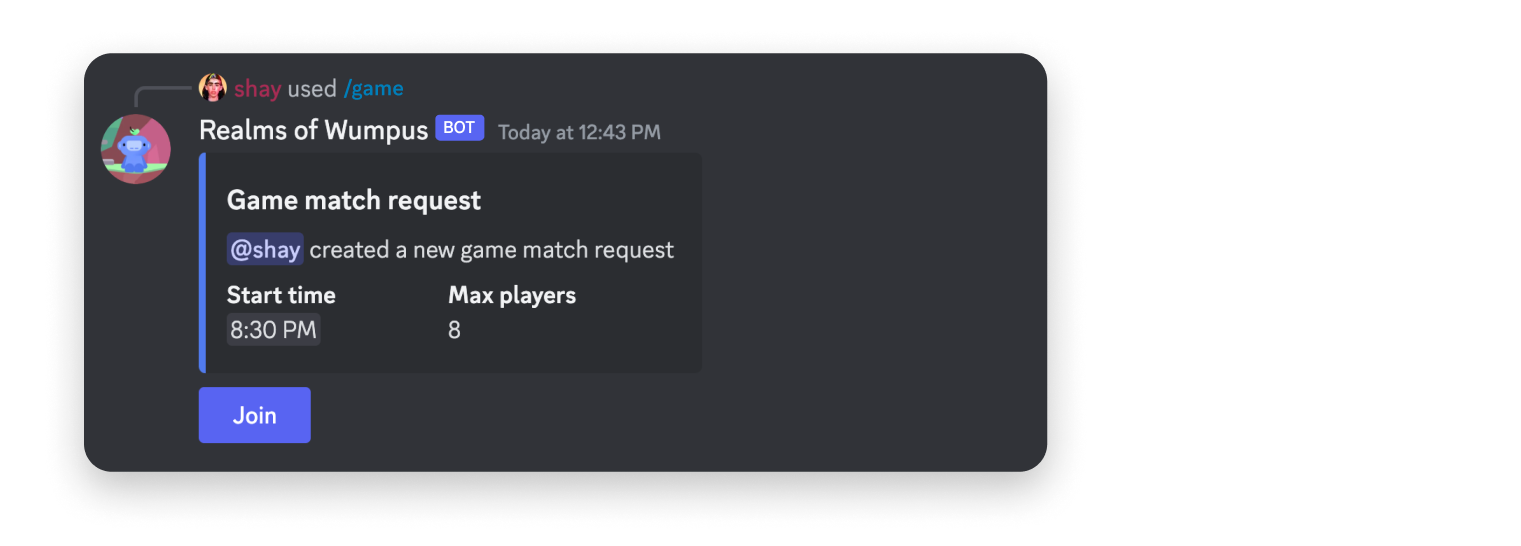 shay used /game
Realms of Wumpus BOT Today at 12:43 PM
Game match request
@shay created a new game match request
Start time Max players
8:30 PM 8
Join